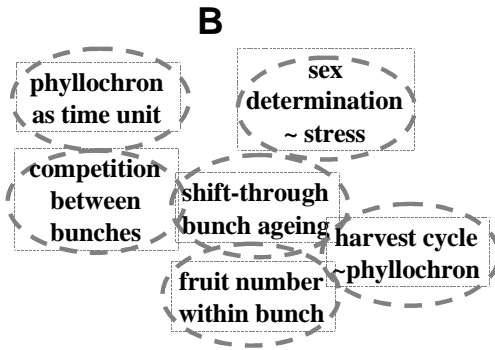 B
phyllochron
as time unit
sex
determination
~ stress
competition
between
bunches
shift-through
bunch ageing
harvest cycle
~phyllochron
fruit number
within bunch